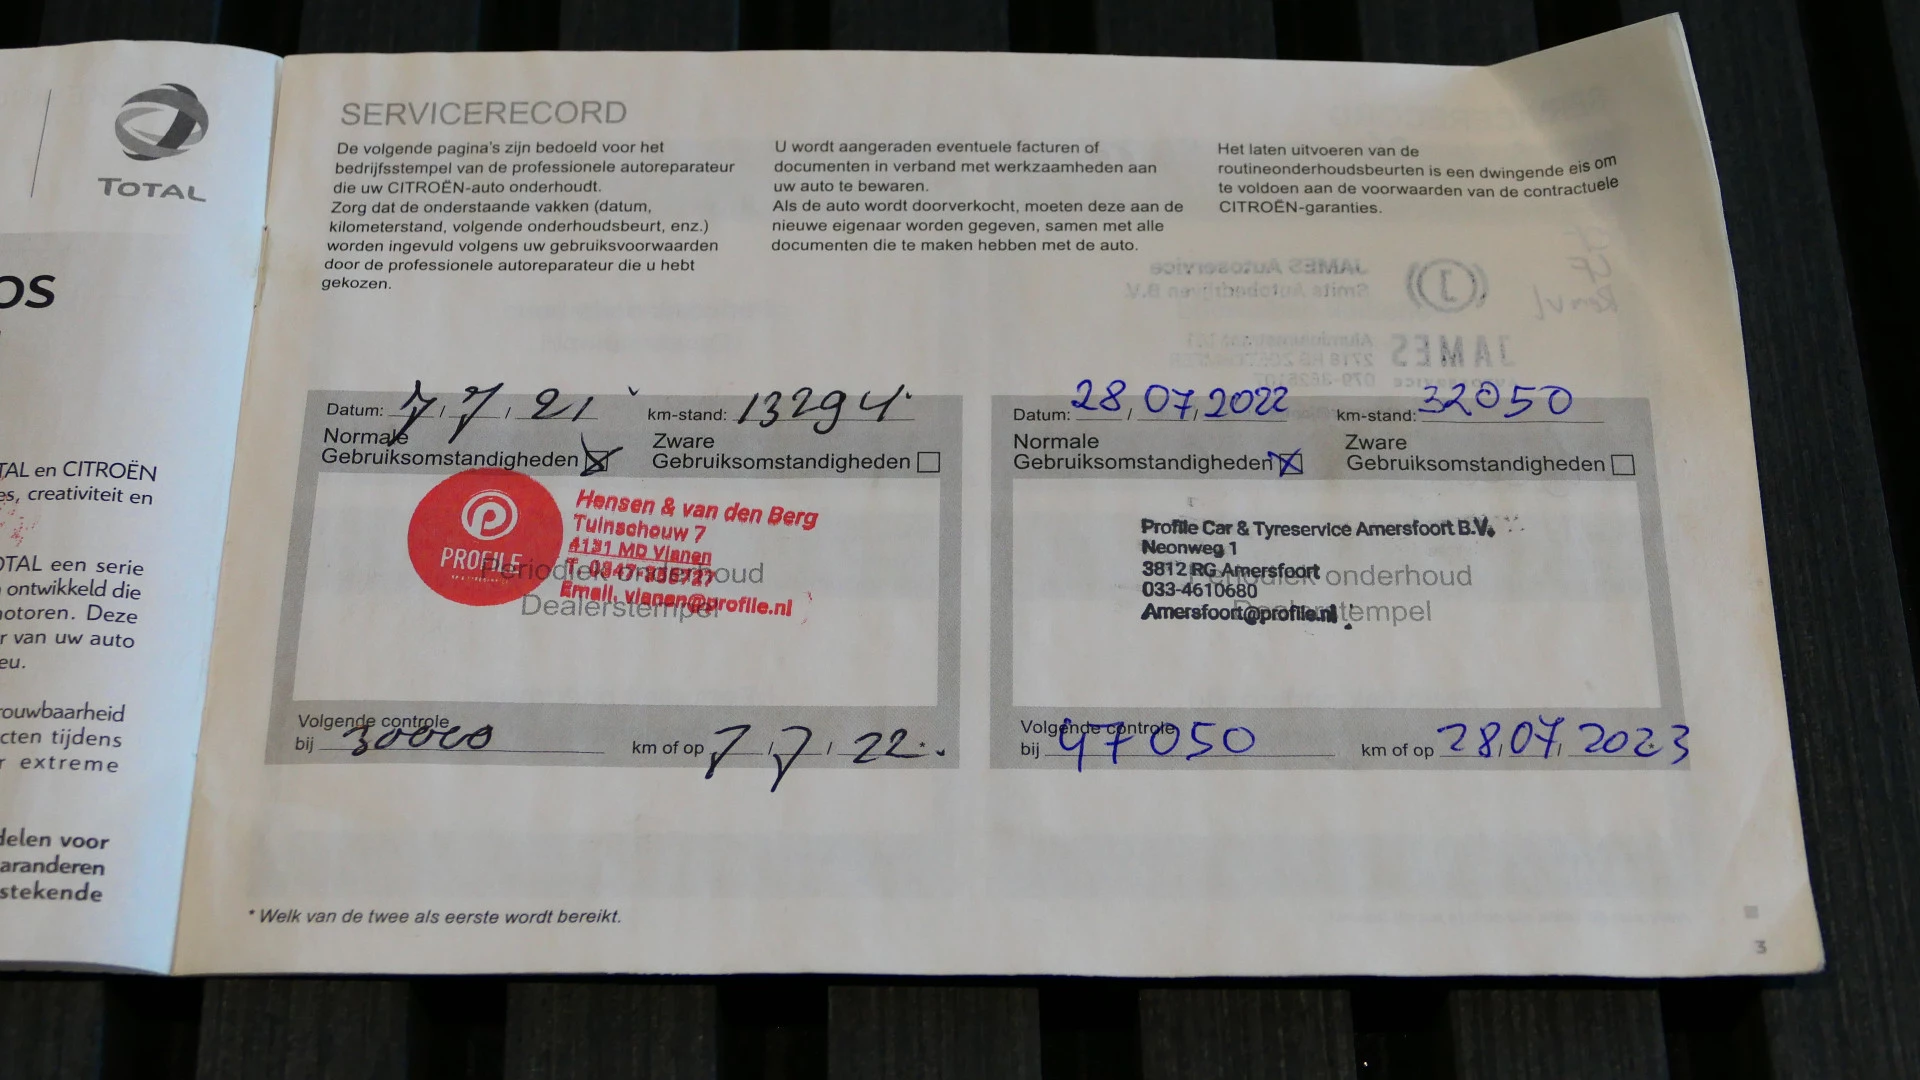 TOTAL
OS
TAL en CITROËN
es, creativiteit en
OTAL een serie
ontwikkeld die
notoren. Deze
r van uw auto
eu.
rouwbaarheid
cten tijdens
r extreme
delen voor
aranderen
stekende
SERVICERECORD
De volgende pagina's zijn bedoeld voor het
bedrijfsstempel van de professionele autoreparateur
die uw CITROËN-auto onderhoudt.
Zorg dat de onderstaande vakken (datum,
kilometerstand, volgende onderhoudsbeurt, enz.)
worden ingevuld volgens uw gebruiksvoorwaarden
door de professionele autoreparateur die u hebt
gekozen.
U wordt aangeraden eventuele facturen of
documenten in verband met werkzaamheden aan
uw auto te bewaren.
Als de auto wordt doorverkocht, moeten deze aan de
nieuwe eigenaar worden gegeven, samen met alle
documenten die te maken hebben met de auto.
Het laten uitvoeren van de
routineonderhoudsbeurten is een dwingende eis om
te voldoen aan de voorwaarden van de contractuele
CITROËN-garanties.
Datum: 7 / 7 / 21 km-stand: 13294
Normale
Gebruiksomstandigheden
Zware
Gebruiksomstandigheden
PROFILE
Hensen & van den Berg
Tuinschouw 7
4131 MD Vianen
Email. vianen@profile.nl
Periodiek onderhoud
Dealerstempel
Volgende controle
bij 30000 km of op 7 / 7 / 22
Datum: 28 / 07 / 2022 km-stand: 32050
Normale
Gebruiksomstandigheden
Zware
Gebruiksomstandigheden
Profile Car & Tyreservice Amersfoort B.V.
Neonweg 1
3812 RG Amersfoort
033-4610680
Amersfoort@profile.nl
Periodiek onderhoud
Dealerstempel
Volgende controle
bij 47050 km of op 28 / 07 / 2023
* Welk van de twee als eerste wordt bereikt.
3